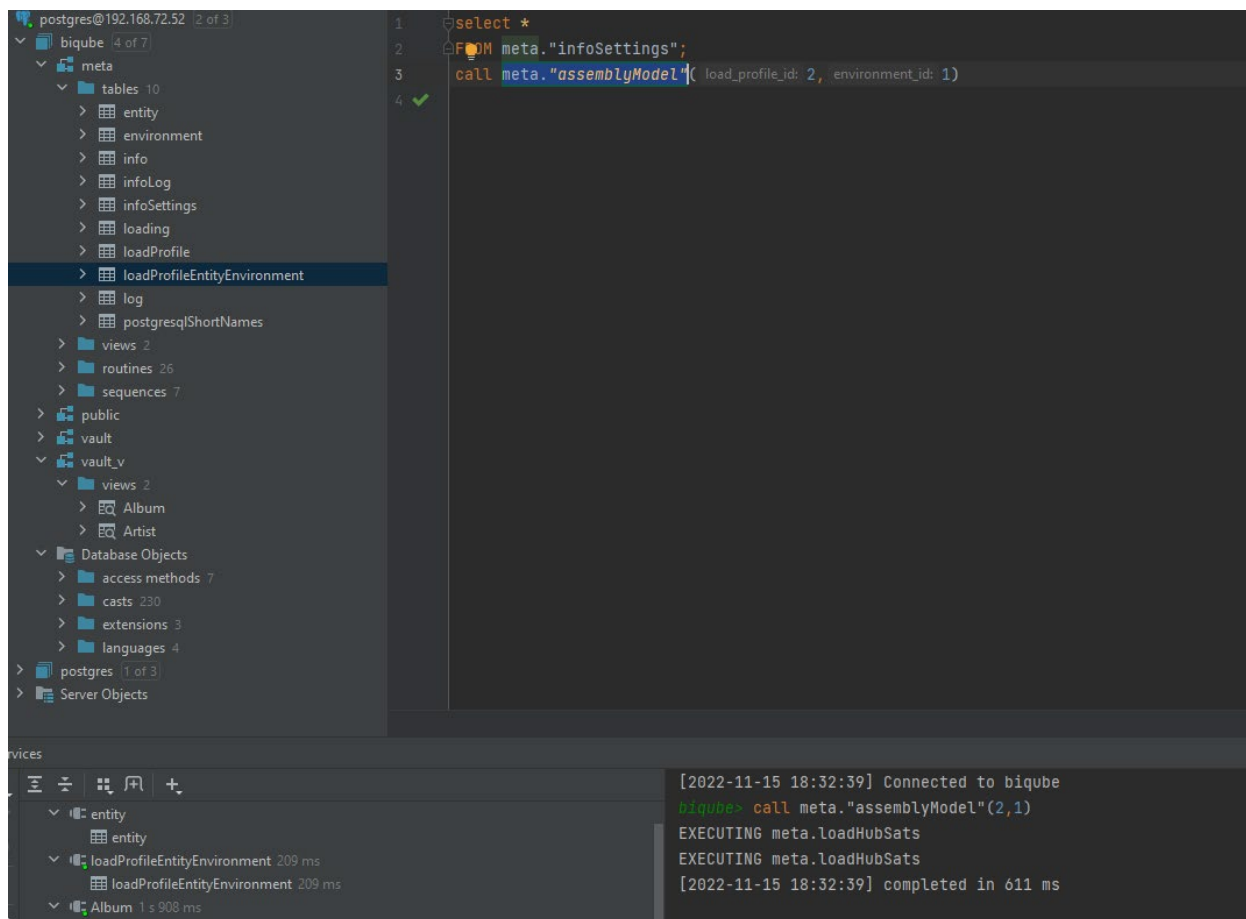 postgres@192.168.72.52 2 of 3
biqube 4 of 7
meta
tables 10
entity
environment
info
infoLog
infoSettings
loading
loadProfile
loadProfileEntityEnvironment
log
postgresqlShortNames
views 2
routines 26
sequences 7
public
vault
vault_v
views 2
Album
Artist
Database Objects
access methods 7
casts 230
extensions 3
languages 4
postgres 1 of 3
Server Objects
1 select *
2 FROM meta."infoSettings";
3 call meta."assemblyModel"( load_profile_id: 2, environment_id: 1)
4
rvices
entity
entity
loadProfileEntityEnvironment 209 ms
loadProfileEntityEnvironment 209 ms
Album 1 s 908 ms
[2022-11-15 18:32:39] Connected to biqube
biqube> call meta."assemblyModel"(2,1)
EXECUTING meta.loadHubSats
EXECUTING meta.loadHubSats
[2022-11-15 18:32:39] completed in 611 ms